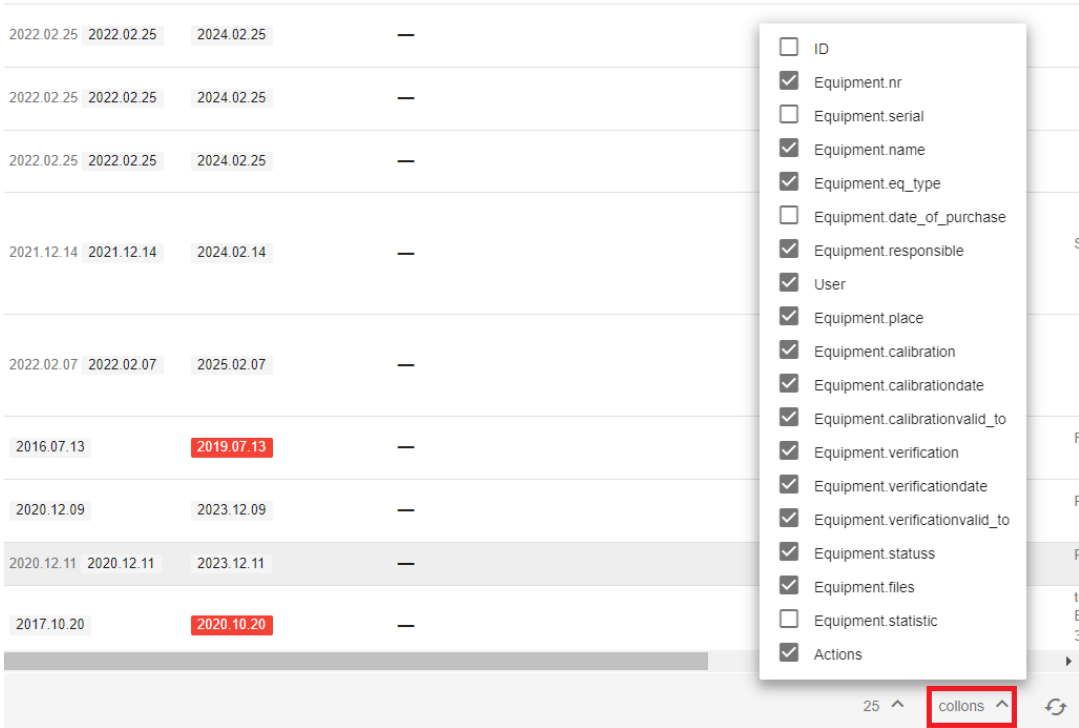 2022.02.25 2022.02.25 2024.02.25 —
2022.02.25 2022.02.25 2024.02.25 —
2022.02.25 2022.02.25 2024.02.25 —
2021.12.14 2021.12.14 2024.02.14 —
S
2022.02.07 2022.02.07 2025.02.07 —
2016.07.13 2019.07.13 —
2020.12.09 2023.12.09 —
2020.12.11 2020.12.11 2023.12.11 —
2017.10.20 2020.10.20 —
ID
Equipment.nr
Equipment.serial
Equipment.name
Equipment.eq_type
Equipment.date_of_purchase
Equipment.responsible
User
Equipment.place
Equipment.calibration
Equipment.calibrationdate
Equipment.calibrationvalid_to
Equipment.verification
Equipment.verificationdate
Equipment.verificationvalid_to
Equipment.statuss
Equipment.files
Equipment.statistic
Actions
25 collons